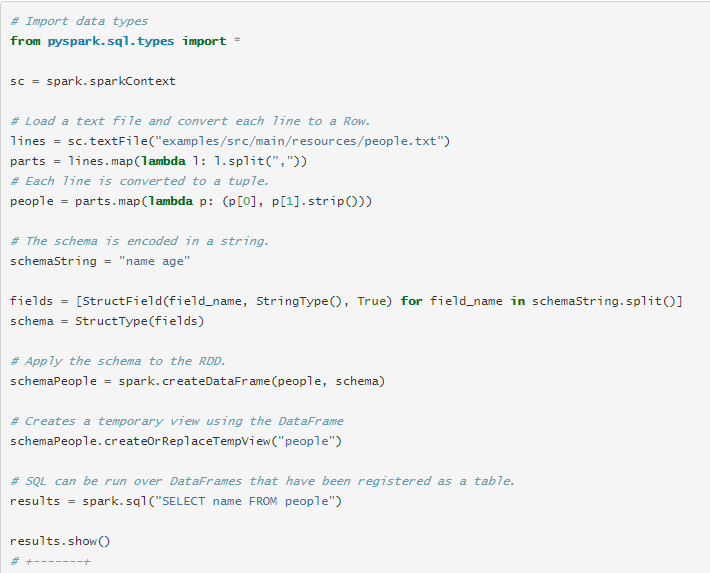 # Import data types
from pyspark.sql.types import *
sc = spark.sparkContext
# Load a text file and convert each line to a Row.
lines = sc.textFile("examples/src/main/resources/people.txt")
parts = lines.map(lambda l: l.split(","))
# Each line is converted to a tuple.
people = parts.map(lambda p: (p[0], p[1].strip()))
# The schema is encoded in a string.
schemaString = "name age"
fields = [StructField(field_name, StringType(), True) for field_name in schemaString.split()]
schema = StructType(fields)
# Apply the schema to the RDD.
schemaPeople = spark.createDataFrame(people, schema)
# Creates a temporary view using the DataFrame
schemaPeople.createOrReplaceTempView("people")
# SQL can be run over DataFrames that have been registered as a table.
results = spark.sql("SELECT name FROM people")
results.show()
# +-------+